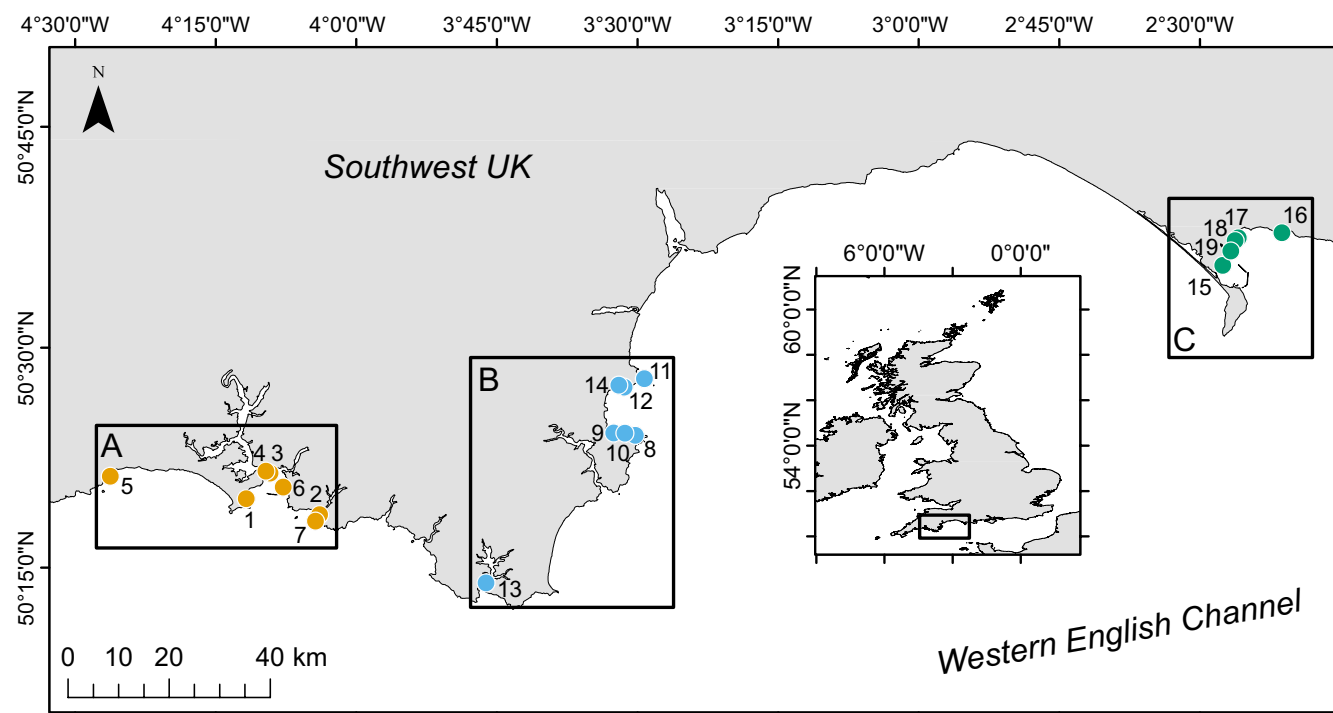 4°30'0"W 4°15'0"W 4°0'0"W 3°45'0"W 3°30'0"W 3°15'0"W 3°0'0"W 2°45'0"W 2°30'0"W
N
50°45'0"N
50°30'0"N
50°15'0"N
Southwest UK
A
5
4 3
1
6
2
7
B
14
11
12
9
10
8
13
C
17
16
18
19
15
6°0'0"W 0°0'0"
60°0'0"N
54°0'0"N
Western English Channel
0 10 20 40 km